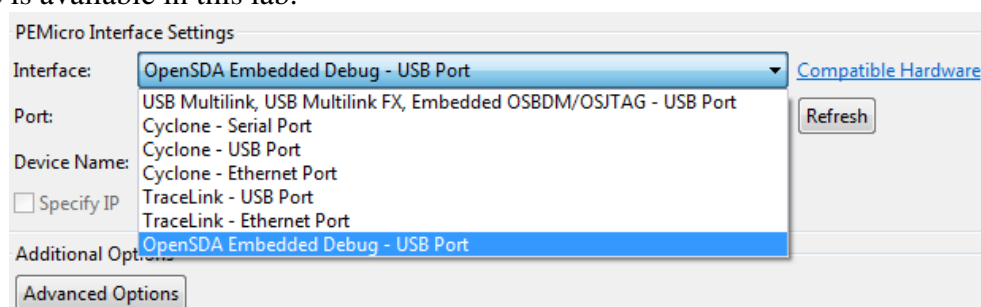 is available in this lab.
PEMicro Interface Settings
Interface: OpenSDA Embedded Debug - USB Port Compatible Hardware
USB Multilink, USB Multilink FX, Embedded OSBDM/OSJTAG - USB Port
Port: Refresh
Cyclone - Serial Port
Cyclone - USB Port
Device Name:
Cyclone - Ethernet Port
Specify IP
TraceLink - USB Port
TraceLink - Ethernet Port
OpenSDA Embedded Debug - USB Port
Additional
Advanced Options